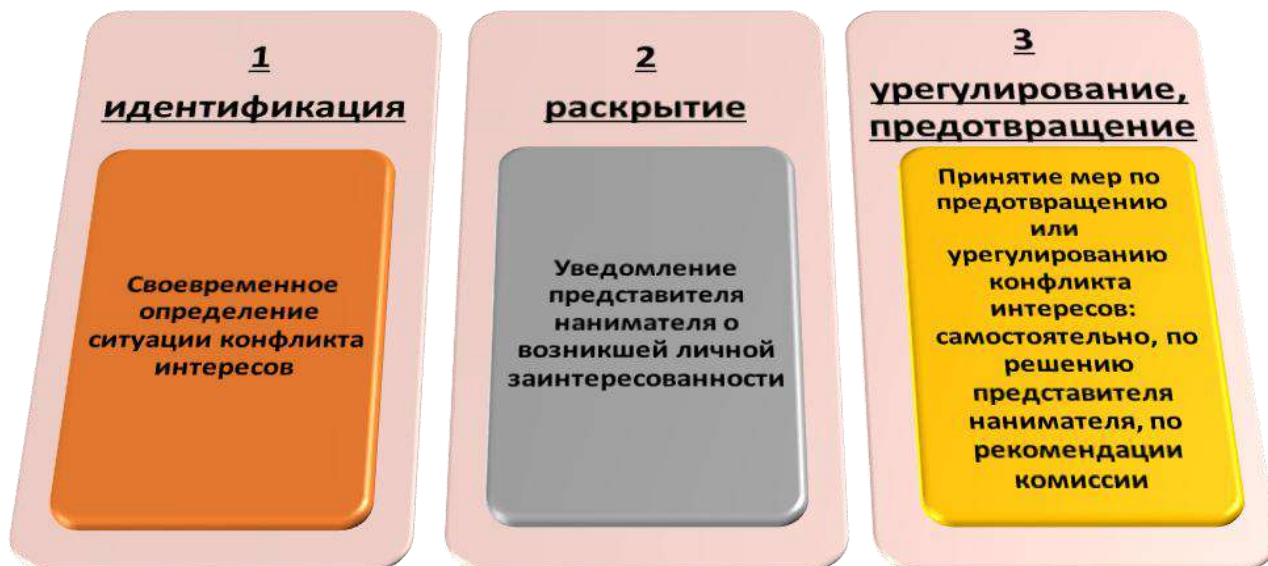 1
идентификация
Своевременное
определение
ситуации конфликта
интересов
2
раскрытие
Уведомление
представителя
нанимателя о
возникшей личной
заинтересованности
3
урегулирование,
предотвращение
Принятие мер по
предотвращению
или
урегулированию
конфликта
интересов:
самостоятельно, по
решению
представителя
нанимателя, по
рекомендации
комиссии